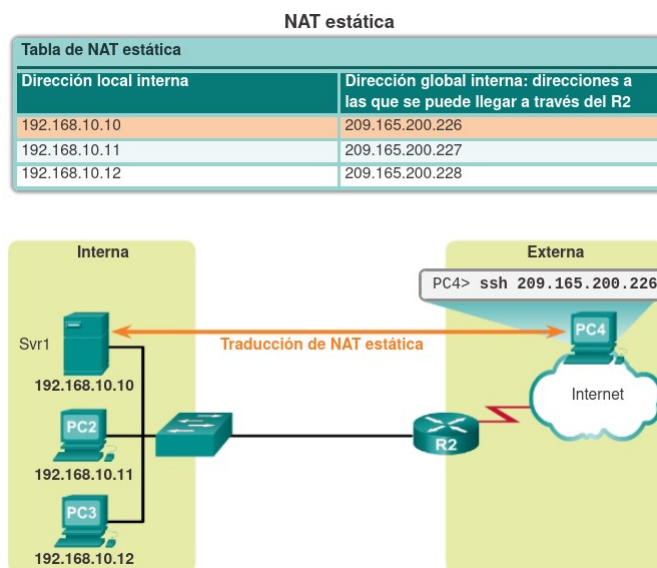 NAT estática
Tabla de NAT estática
Dirección local interna
Dirección global interna: direcciones a
las que se puede llegar a través del R2
192.168.10.10
209.165.200.226
192.168.10.11
209.165.200.227
192.168.10.12
209.165.200.228
Interna
Externa
PC4> ssh 209.165.200.226
Svr1
Traducción de NAT estática
PC4
192.168.10.10
Internet
PC2
R2
192.168.10.11
PC3
192.168.10.12